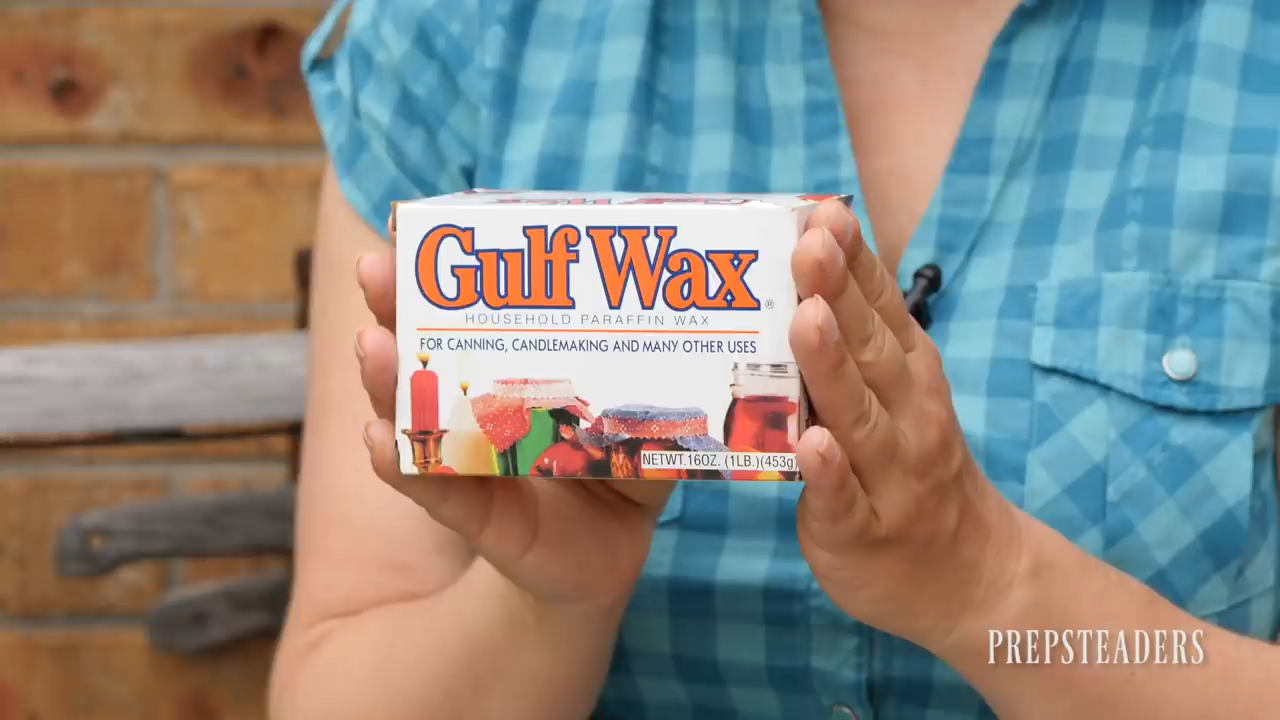 Gulf Wax®
HOUSEHOLD PARAFFIN WAX
FOR CANNING, CANDLEMAKING AND MANY OTHER USES
NETWT.16OZ. (1LB.)(453g)
PREPSTEADERS